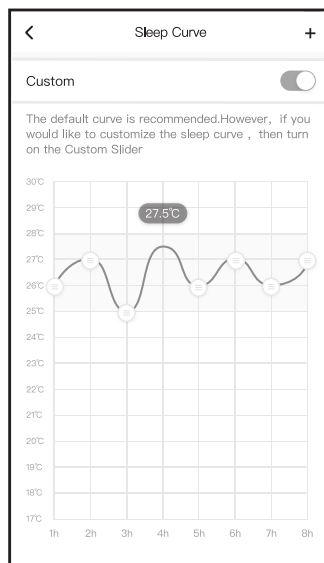 Sleep Curve +
Custom
The default curve is recommended.However, if you
would like to customize the sleep curve , then turn
on the Custom Slider
30℃
29℃
27.5℃
28℃
27℃
26℃
25℃
24℃
23℃
22℃
21℃
20℃
19℃
18℃
17℃
1h 2h 3h 4h 5h 6h 7h 8h